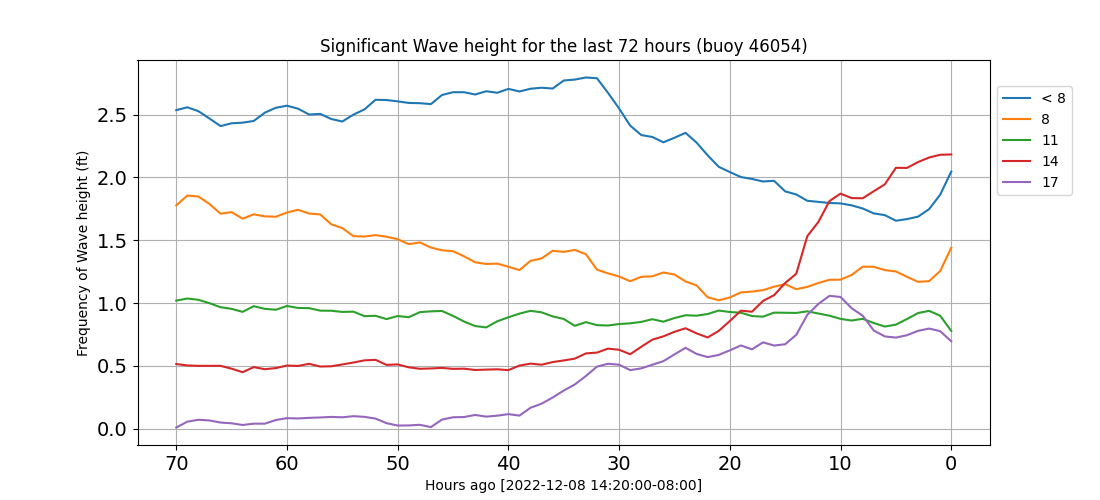 Significant Wave height for the last 72 hours (buoy 46054)
Frequency of Wave height (ft)
2.5
2.0
1.5
1.0
0.5
0.0
70 60 50 40 30 20 10 0
Hours ago [2022-12-08 14:20:00-08:00]
< 8
8
11
14
17